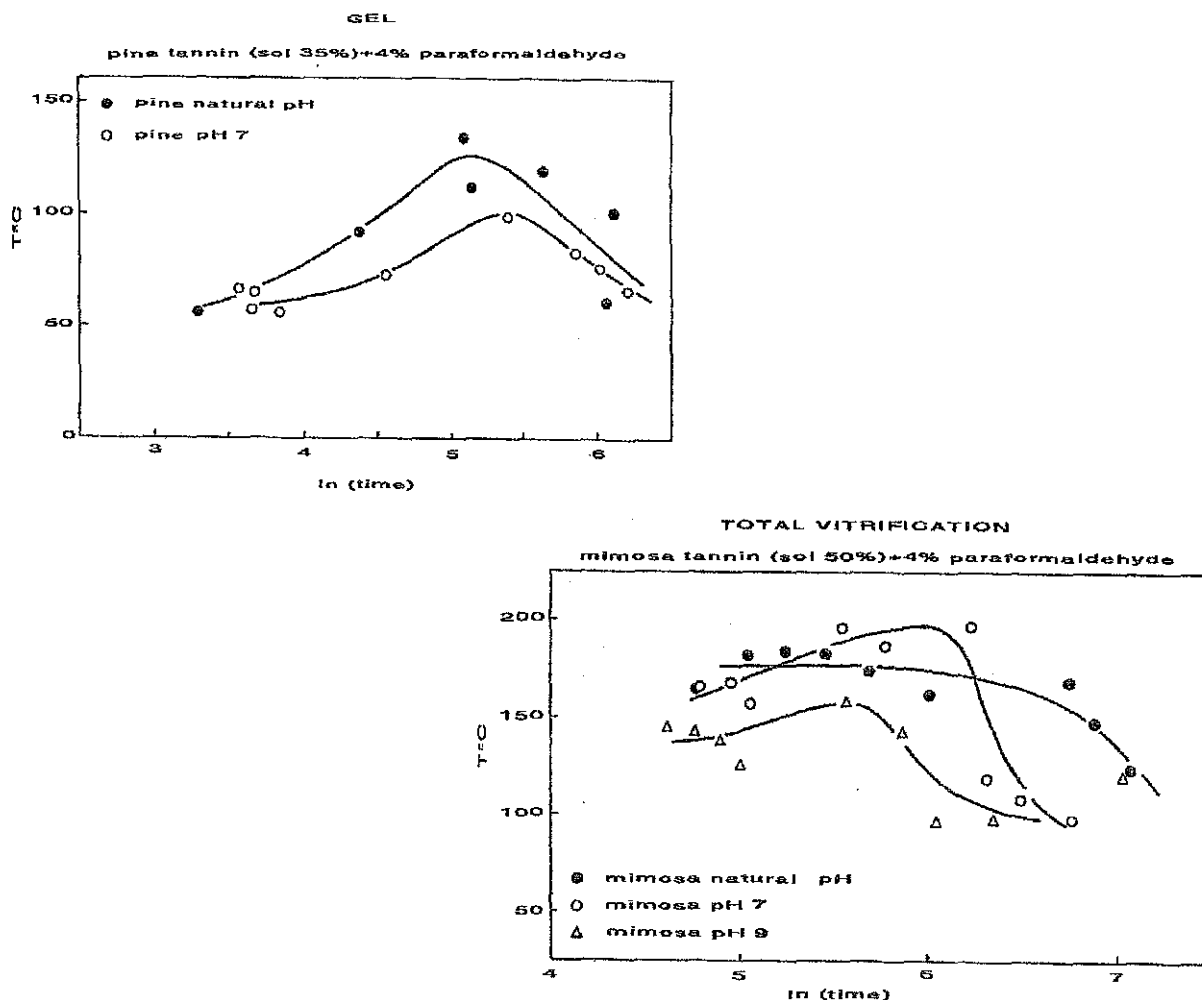 GEL
pine tannin (sol 35%)+4% paraformaldehyde
150
● pine natural pH
○ pine pH 7
100
T°C
50
0
3 4 5 6
ln (time)
TOTAL VITRIFICATION
mimosa tannin (sol 50%)+4% paraformaldehyde
200
150
T°C
100
● mimosa natural pH
○ mimosa pH 7
50
△ mimosa pH 9
4 5 6 7
ln (time)